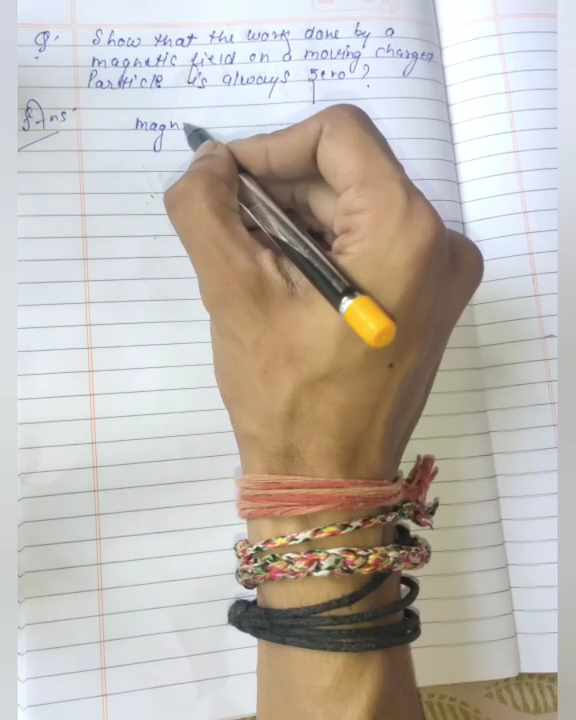 Q. Show that the work done by a
magnetic field on a moving charged
Particle is always zero ?
Ans
magn